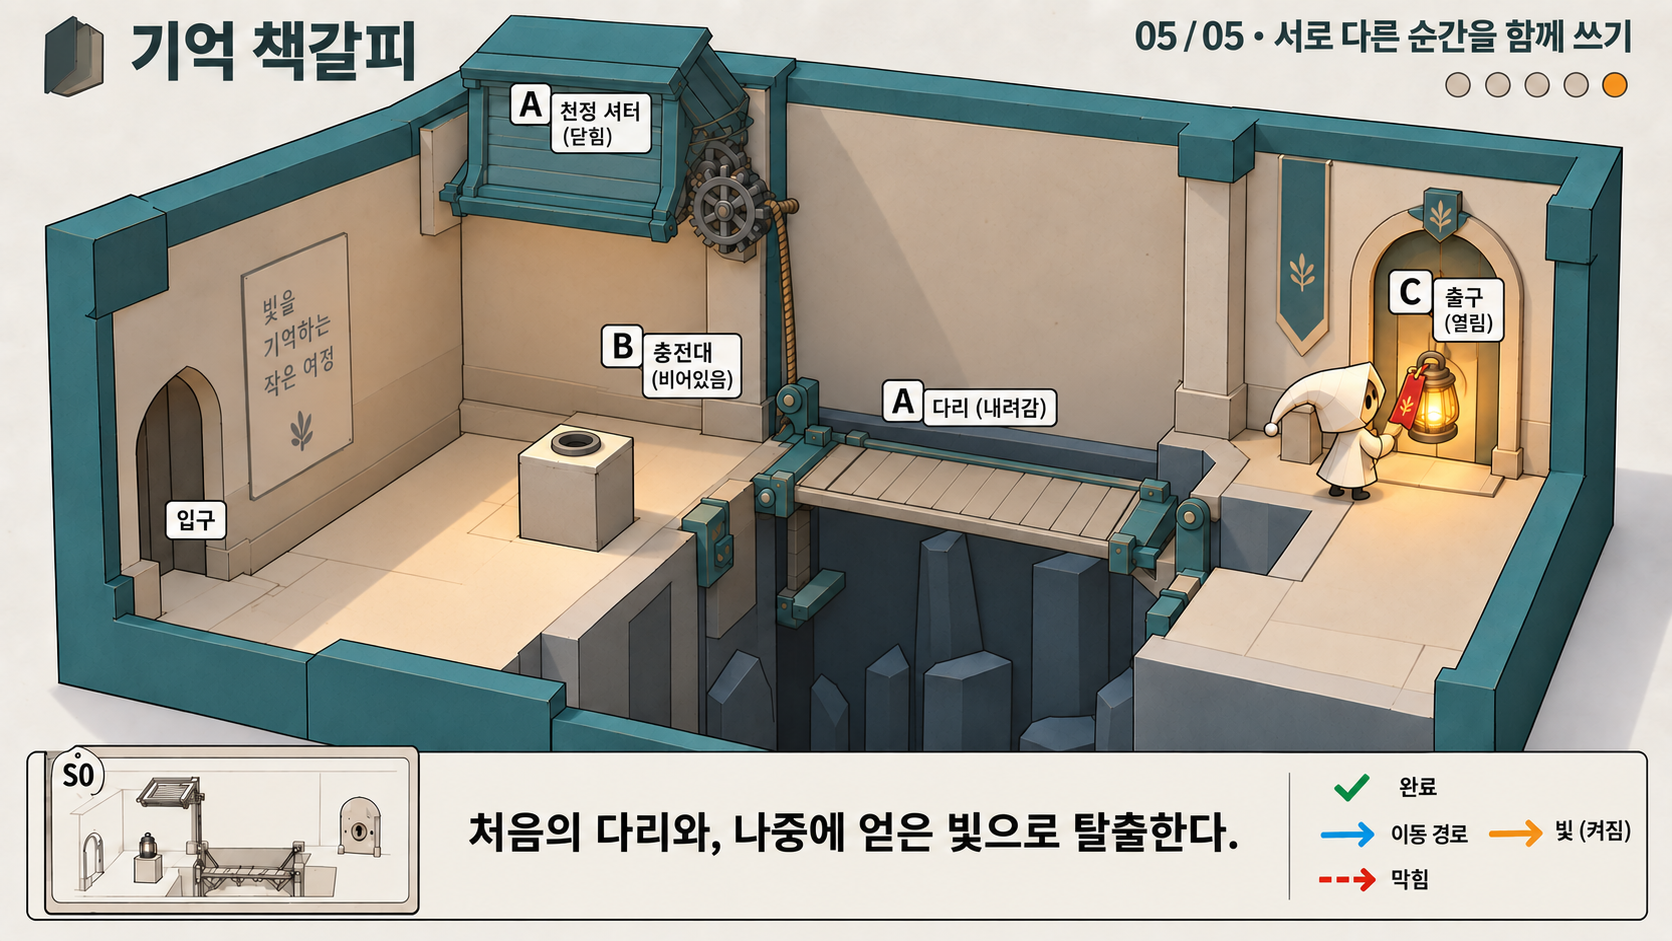 기억 책갈피
05 / 05 • 서로 다른 순간을 함께 쓰기
A 천정 셔터
(닫힘)
빛을
기억하는
작은 여정
입구
B 충전대
(비어있음)
A 다리 (내려감)
C 출구
(열림)
S0
처음의 다리와, 나중에 얻은 빛으로 탈출한다.
완료
이동 경로
빛 (켜짐)
막힘